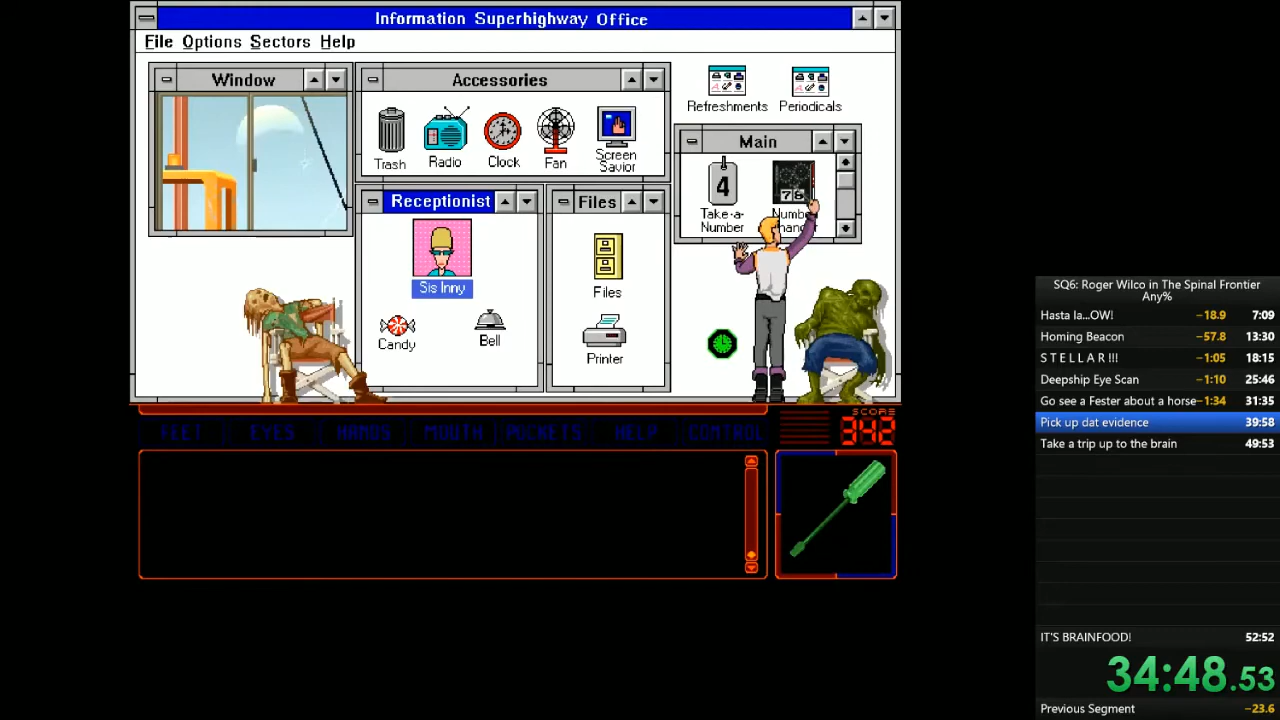 Information Superhighway Office
File Options Sectors Help
Window
Accessories
Trash
Radio
Clock
Fan
Screen
Savior
Refreshments
Periodicals
Main
4
Take-a-
Number
Receptionist
Sis Inny
Candy
Bell
Files
Files
Printer
FEET EYES HANDS MOUTH POCKETS HELP CONTROL
SCORE
342
SQ6: Roger Wilco in The Spinal Frontier
Any%
Hasta la...OW! −18.9 7:09
Homing Beacon −57.8 13:30
S T E L L A R !!! −1:05 18:15
Deepship Eye Scan −1:10 25:46
Go see a Fester about a horse −1:34 31:35
Pick up dat evidence 39:58
Take a trip up to the brain 49:53
IT'S BRAINFOOD! 52:52
34:48.53
Previous Segment −23.6